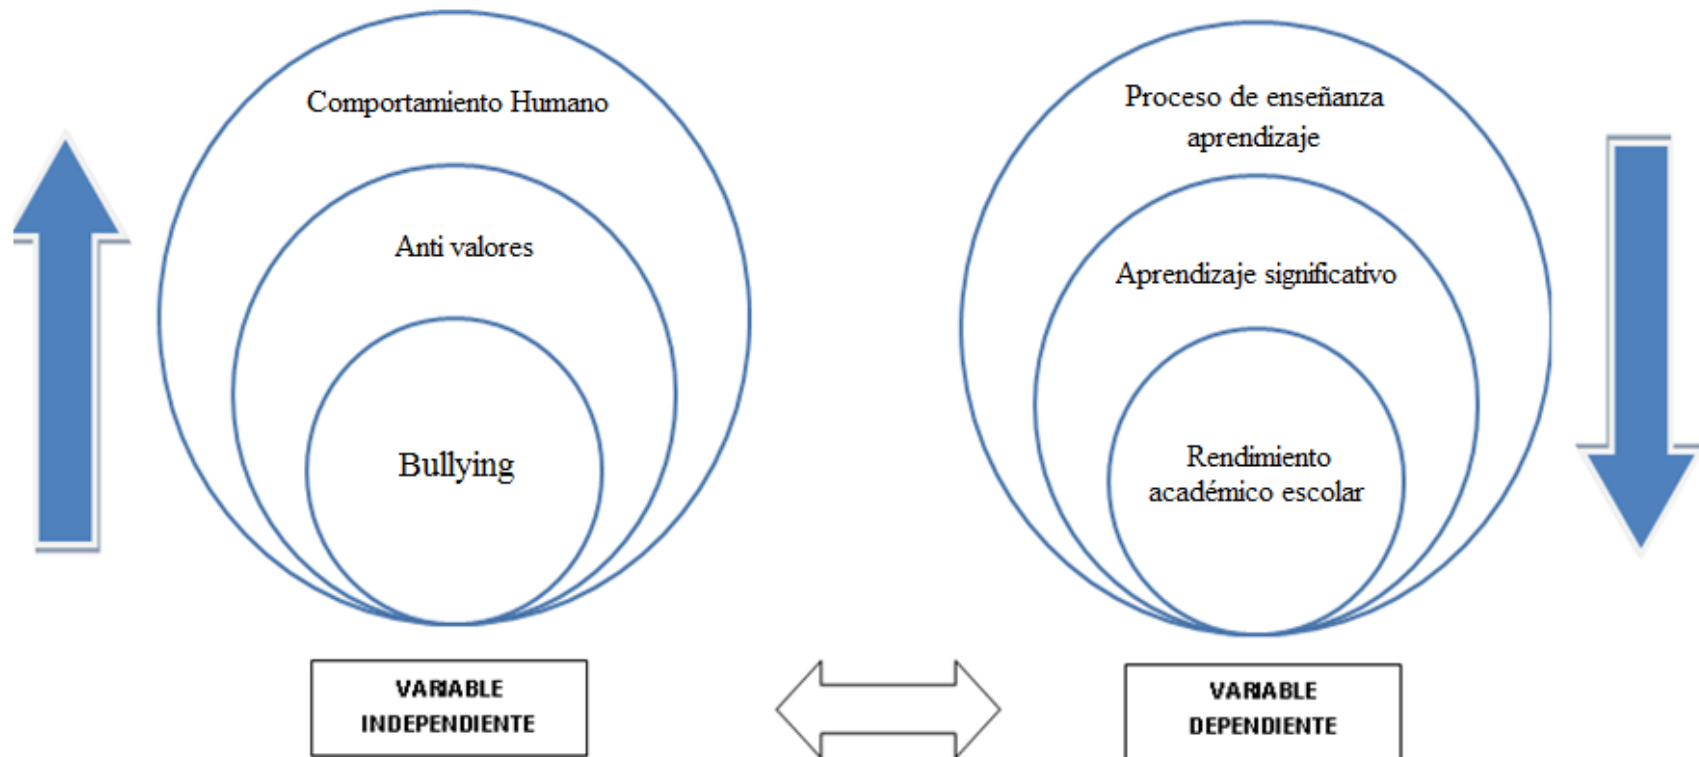 Comportamiento Humano
Anti valores
Bullying
VARIABLE
INDEPENDIENTE
Proceso de enseñanza
aprendizaje
Aprendizaje significativo
Rendimiento
académico escolar
VARIABLE
DEPENDIENTE